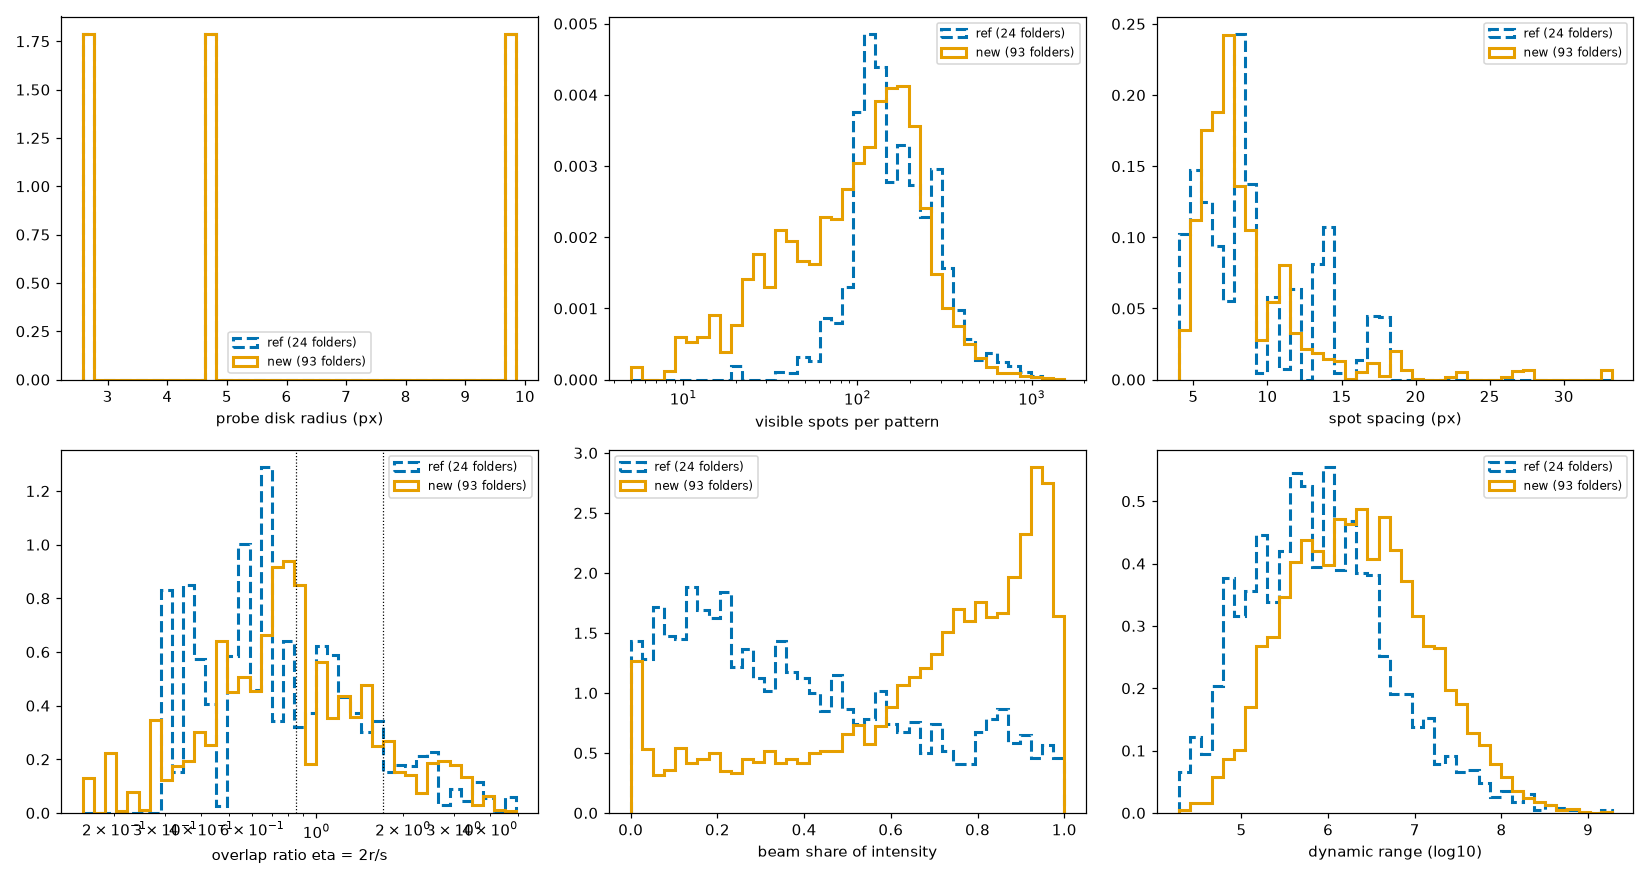 1.75
1.50
1.25
1.00
0.75
0.50
0.25
0.00
ref (24 folders)
new (93 folders)
3 4 5 6 7 8 9 10
probe disk radius (px)
0.005
0.004
0.003
0.002
0.001
0.000
ref (24 folders)
new (93 folders)
10¹ 10² 10³
visible spots per pattern
0.25
0.20
0.15
0.10
0.05
0.00
ref (24 folders)
new (93 folders)
5 10 15 20 25 30
spot spacing (px)
1.2
1.0
0.8
0.6
0.4
0.2
0.0
ref (24 folders)
new (93 folders)
10⁰
overlap ratio eta = 2r/s
3.0
2.5
2.0
1.5
1.0
0.5
0.0
ref (24 folders)
new (93 folders)
0.0 0.2 0.4 0.6 0.8 1.0
beam share of intensity
0.5
0.4
0.3
0.2
0.1
0.0
ref (24 folders)
new (93 folders)
5 6 7 8 9
dynamic range (log10)